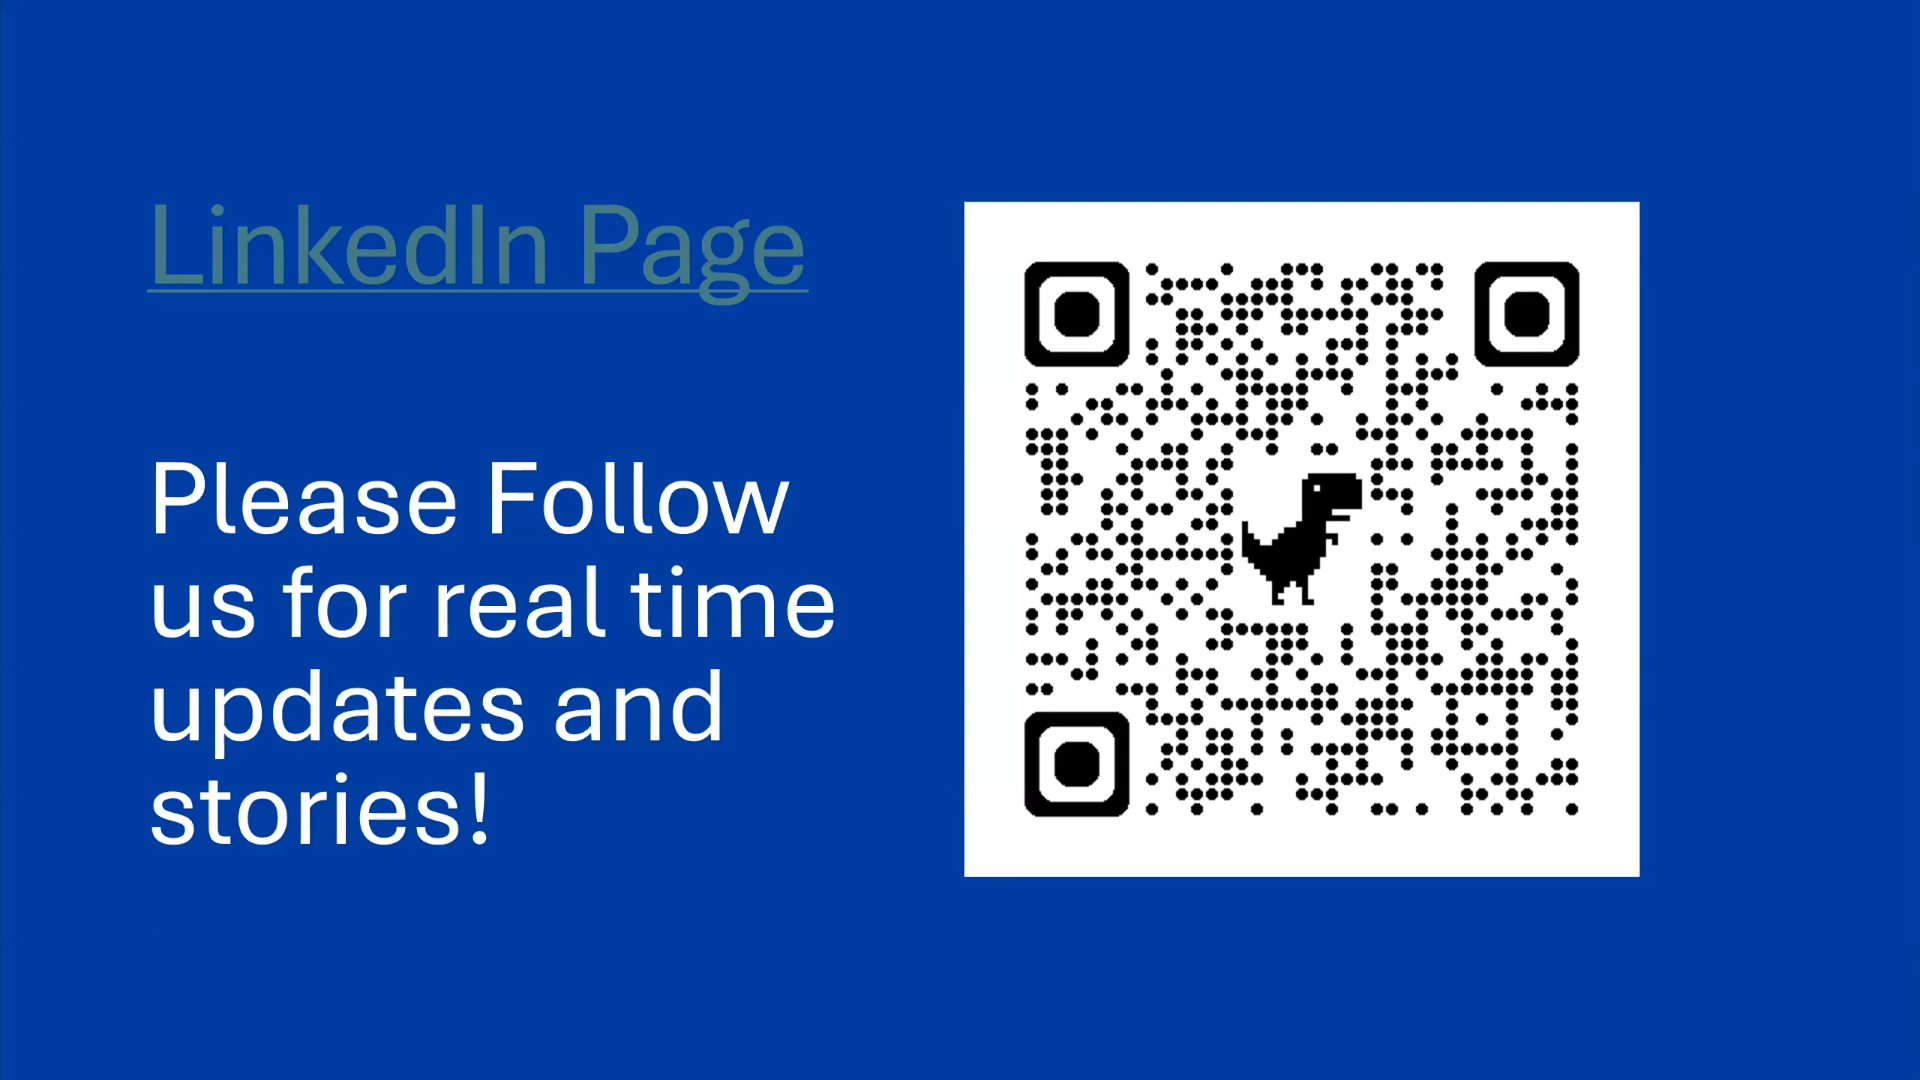 LinkedIn Page
Please Follow
us for real time
updates and
stories!